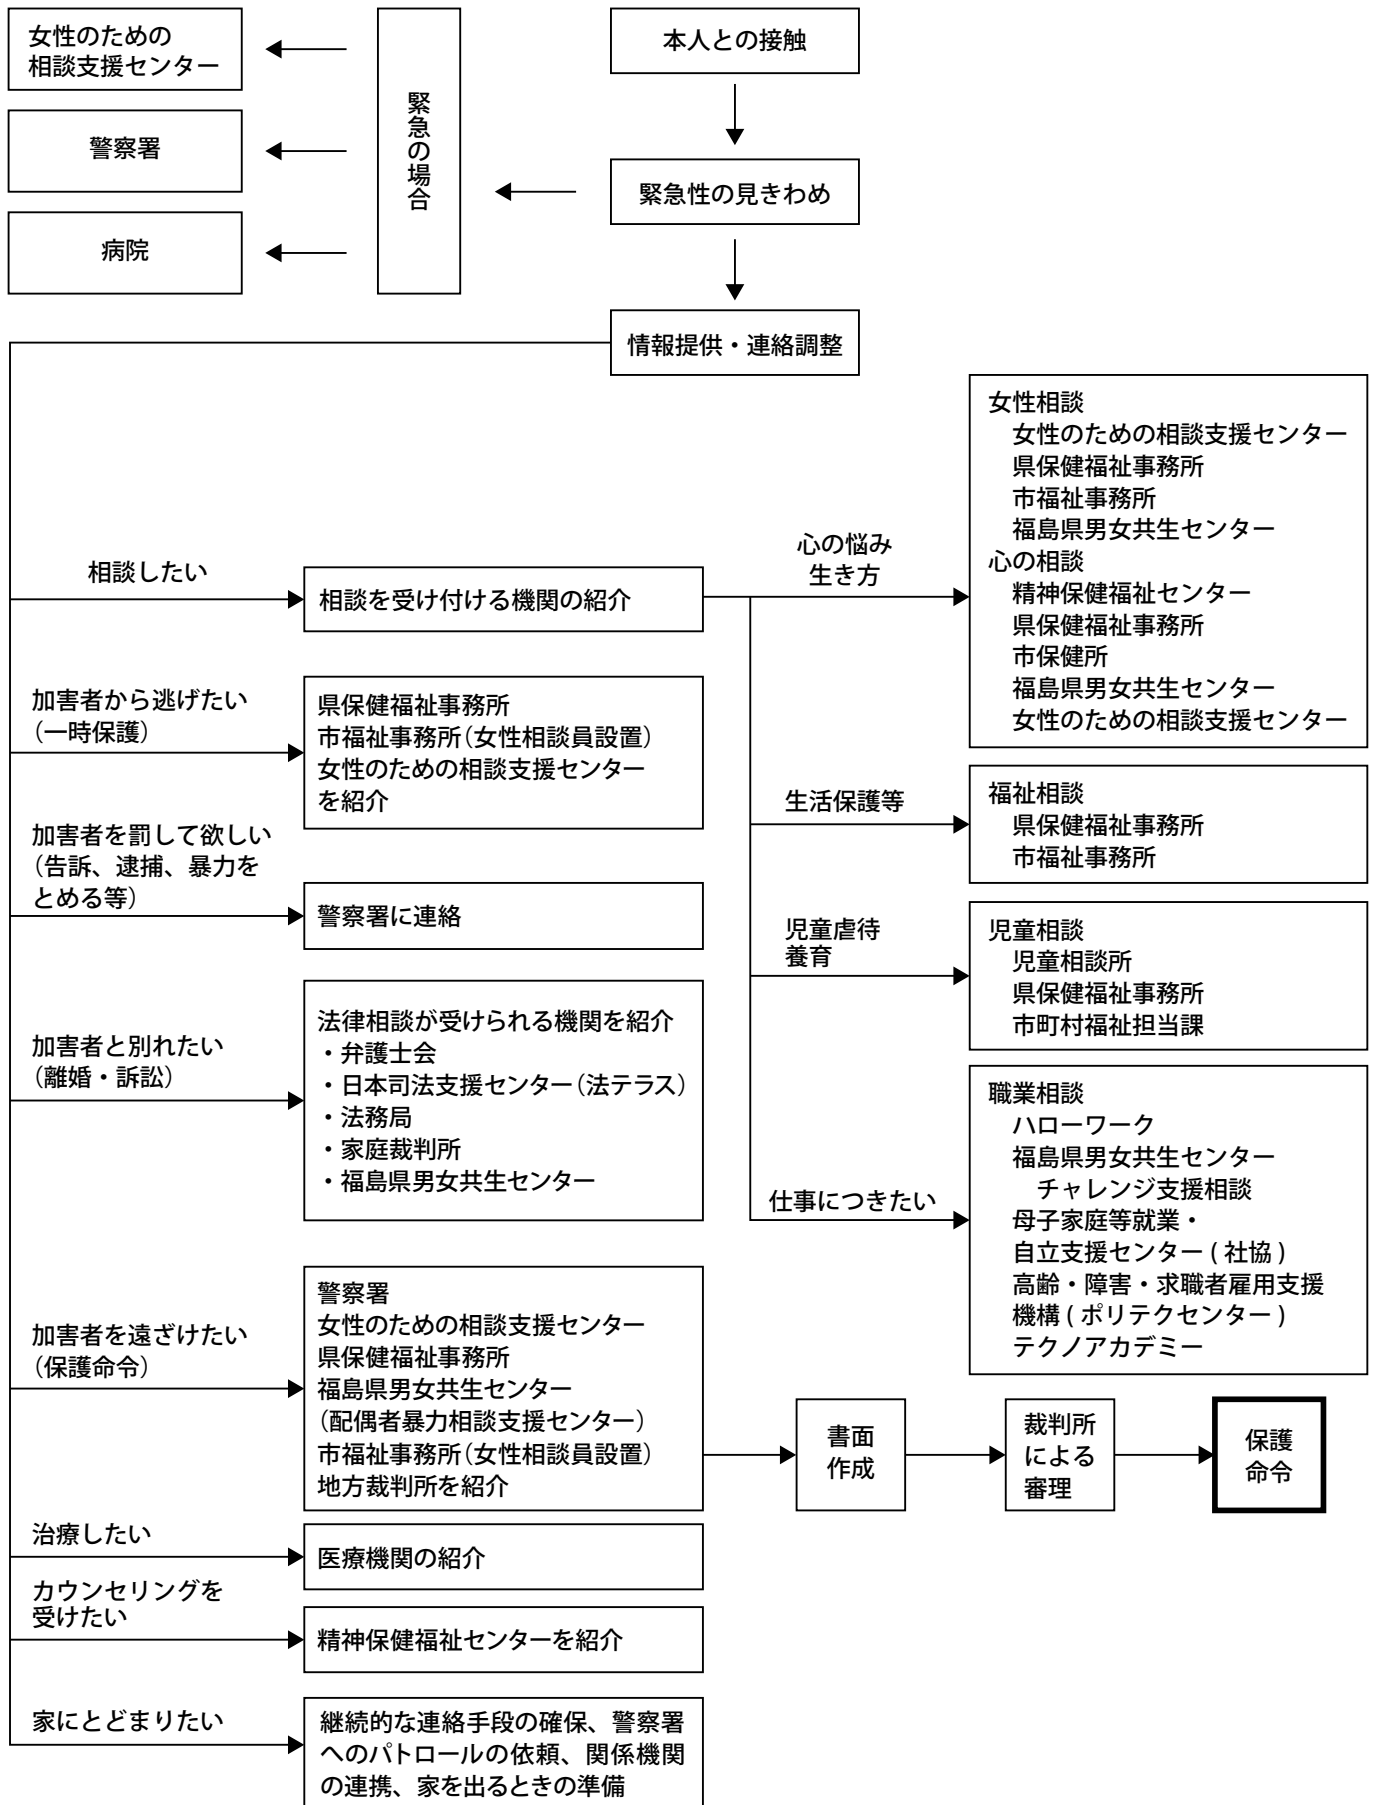 女性のための
相談支援センター
警察署
病院
緊急の場合
本人との接触
緊急性の見きわめ
情報提供・連絡調整
相談したい
相談を受け付ける機関の紹介
心の悩み
生き方
女性相談
女性のための相談支援センター
県保健福祉事務所
市福祉事務所
福島県男女共生センター
心の相談
精神保健福祉センター
県保健福祉事務所
市保健所
福島県男女共生センター
女性のための相談支援センター
生活保護等
福祉相談
県保健福祉事務所
市福祉事務所
児童虐待
養育
児童相談
児童相談所
県保健福祉事務所
市町村福祉担当課
仕事につきたい
職業相談
ハローワーク
福島県男女共生センター
チャレンジ支援相談
母子家庭等就業・
自立支援センター ( 社協 )
高齢・障害・求職者雇用支援
機構 ( ポリテクセンター )
テクノアカデミー
加害者から逃げたい
（一時保護）
県保健福祉事務所
市福祉事務所（女性相談員設置）
女性のための相談支援センター
を紹介
加害者を罰して欲しい
（告訴、逮捕、暴力を
とめる等）
警察署に連絡
加害者と別れたい
（離婚・訴訟）
法律相談が受けられる機関を紹介
・弁護士会
・日本司法支援センター（法テラス）
・法務局
・家庭裁判所
・福島県男女共生センター
加害者を遠ざけたい
（保護命令）
警察署
女性のための相談支援センター
県保健福祉事務所
福島県男女共生センター
（配偶者暴力相談支援センター）
市福祉事務所（女性相談員設置）
地方裁判所を紹介
書面
作成
裁判所
による
審理
保護
命令
治療したい
医療機関の紹介
カウンセリングを
受けたい
精神保健福祉センターを紹介
家にとどまりたい
継続的な連絡手段の確保、警察署
へのパトロールの依頼、関係機関
の連携、家を出るときの準備